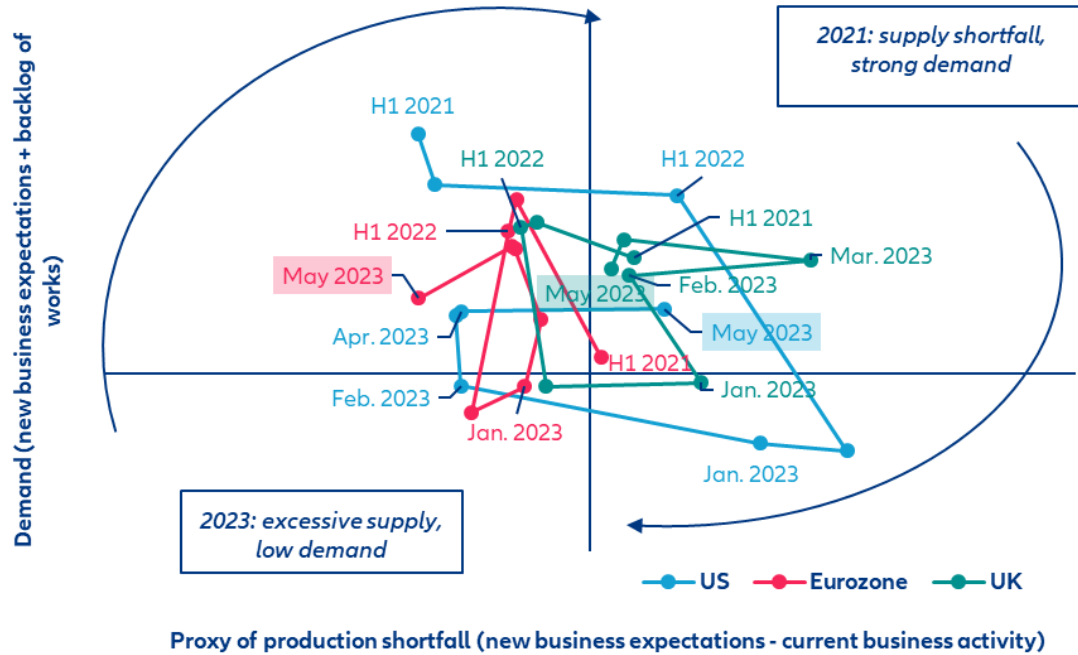 Demand (new business expectations + backlog of
works)
2021: supply shortfall,
strong demand
H1 2021
H1 2022
H1 2022
H1 2021
H1 2022
Mar. 2023
May 2023
May 2023
Feb. 2023
Apr. 2023
May 2023
H1 2021
Feb. 2023
Jan. 2023
Jan. 2023
Jan. 2023
2023: excessive supply,
low demand
US
Eurozone
UK
Proxy of production shortfall (new business expectations - current business activity)